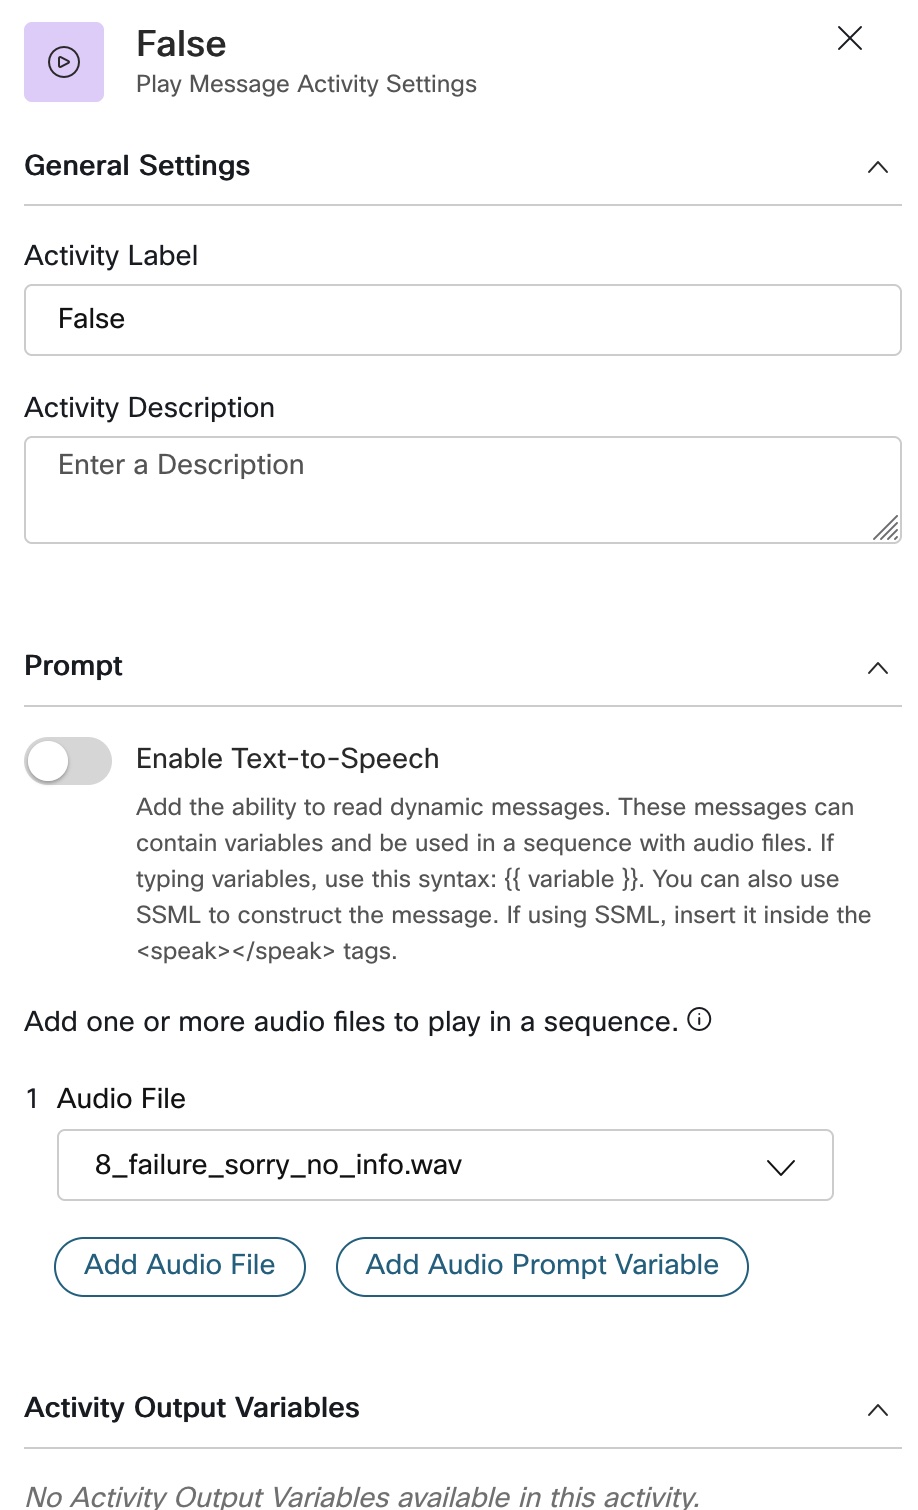 False
Play Message Activity Settings
General Settings
Activity Label
False
Activity Description
Enter a Description
Prompt
Enable Text-to-Speech
Add the ability to read dynamic messages. These messages can
contain variables and be used in a sequence with audio files. If
typing variables, use this syntax: {{ variable }}. You can also use
SSML to construct the message. If using SSML, insert it inside the
<speak></speak> tags.
Add one or more audio files to play in a sequence.
1 Audio File
8_failure_sorry_no_info.wav
Add Audio File
Add Audio Prompt Variable
Activity Output Variables
No Activity Output Variables available in this activity.